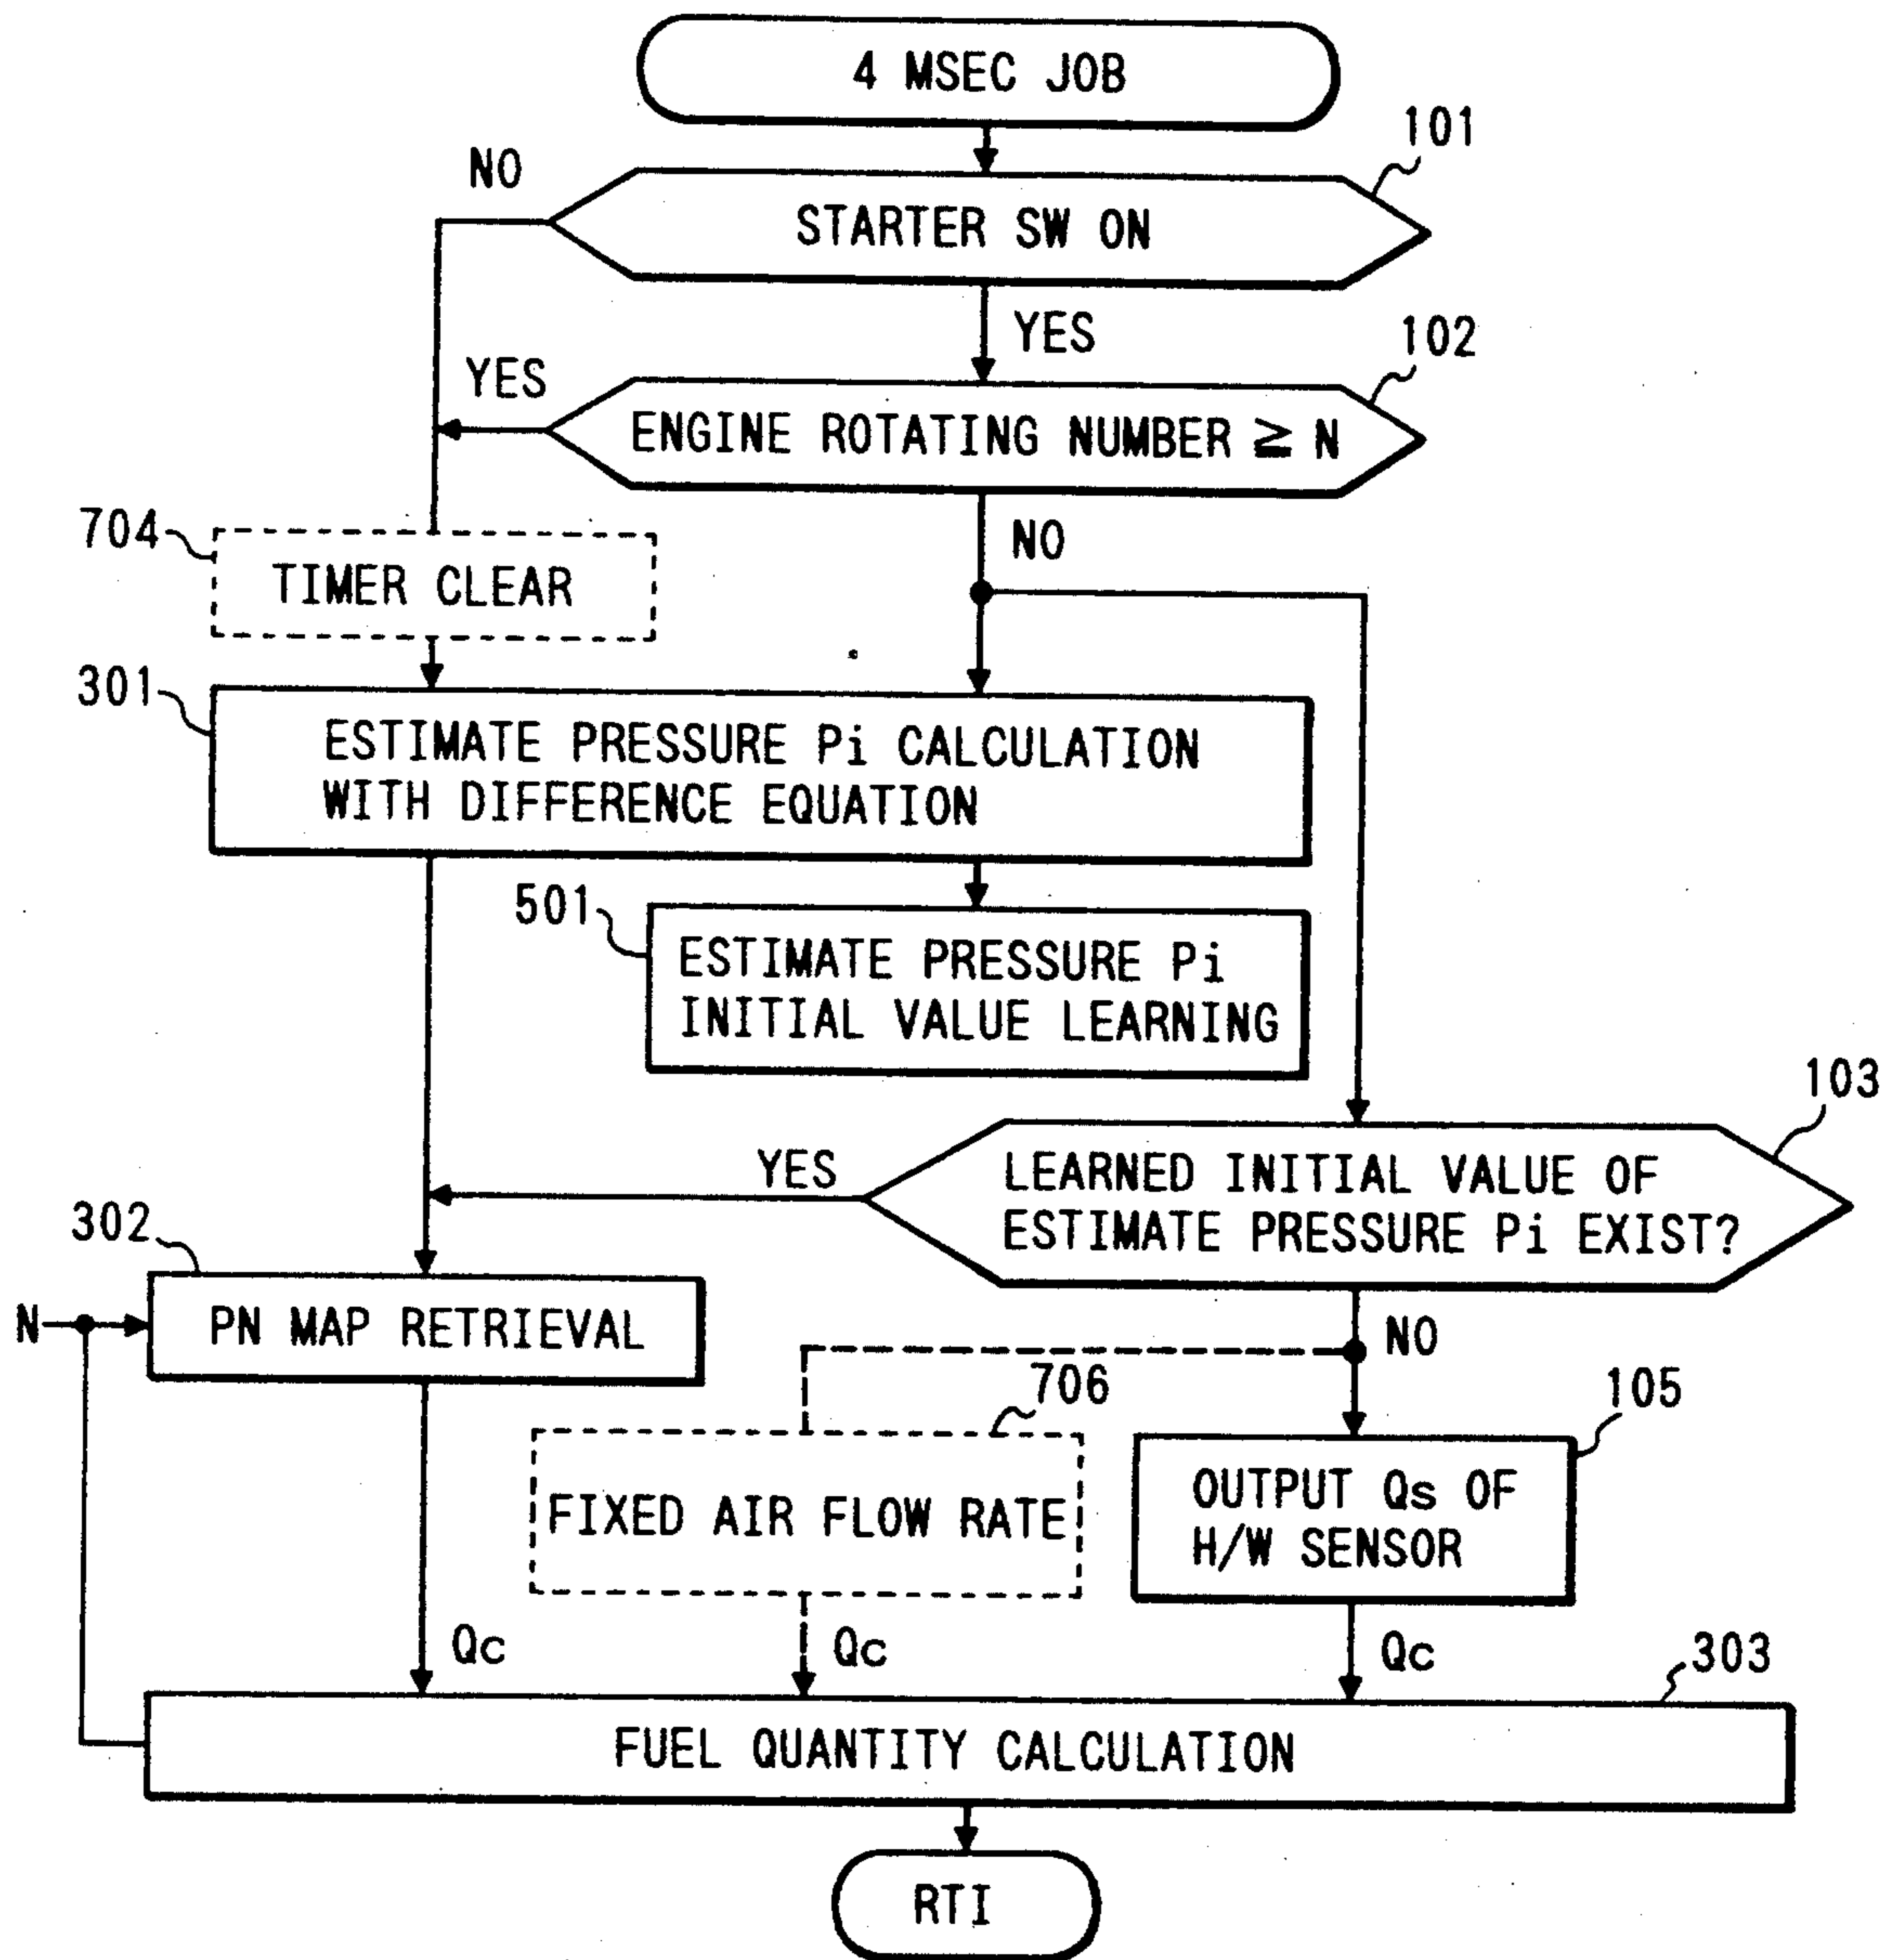 4 MSEC JOB
101
NO
STARTER SW ON
YES
102
YES
ENGINE ROTATING NUMBER ≧ N
704
NO
TIMER CLEAR
301
ESTIMATE PRESSURE Pi CALCULATION
WITH DIFFERENCE EQUATION
501
ESTIMATE PRESSURE Pi
INITIAL VALUE LEARNING
103
YES
LEARNED INITIAL VALUE OF
ESTIMATE PRESSURE Pi EXIST?
302
N
PN MAP RETRIEVAL
NO
706
105
FIXED AIR FLOW RATE
OUTPUT Qs OF
H/W SENSOR
Qc
Qc
Qc
303
FUEL QUANTITY CALCULATION
RTI